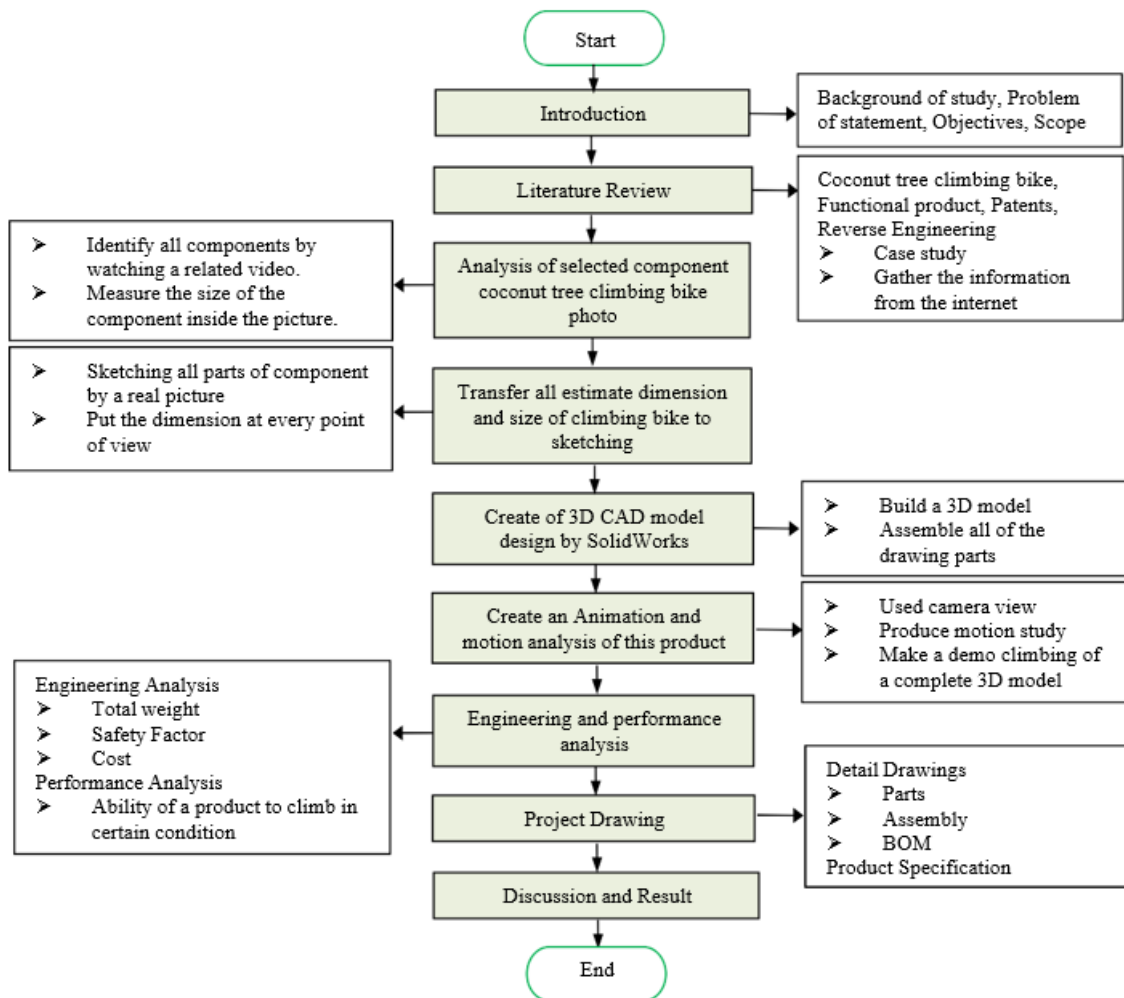 Start
Introduction
Background of study, Problem
of statement, Objectives, Scope
Literature Review
Coconut tree climbing bike,
Functional product, Patents,
Reverse Engineering
➢ Case study
➢ Gather the information
from the internet
Analysis of selected component
coconut tree climbing bike
photo
➢ Identify all components by
watching a related video.
➢ Measure the size of the
component inside the picture.
Transfer all estimate dimension
and size of climbing bike to
sketching
➢ Sketching all parts of component
by a real picture
➢ Put the dimension at every point
of view
Create of 3D CAD model
design by SolidWorks
➢ Build a 3D model
➢ Assemble all of the
drawing parts
Create an Animation and
motion analysis of this product
➢ Used camera view
➢ Produce motion study
➢ Make a demo climbing of
a complete 3D model
Engineering and performance
analysis
Engineering Analysis
➢ Total weight
➢ Safety Factor
➢ Cost
Performance Analysis
➢ Ability of a product to climb in
certain condition
Project Drawing
Detail Drawings
➢ Parts
➢ Assembly
➢ BOM
Product Specification
Discussion and Result
End